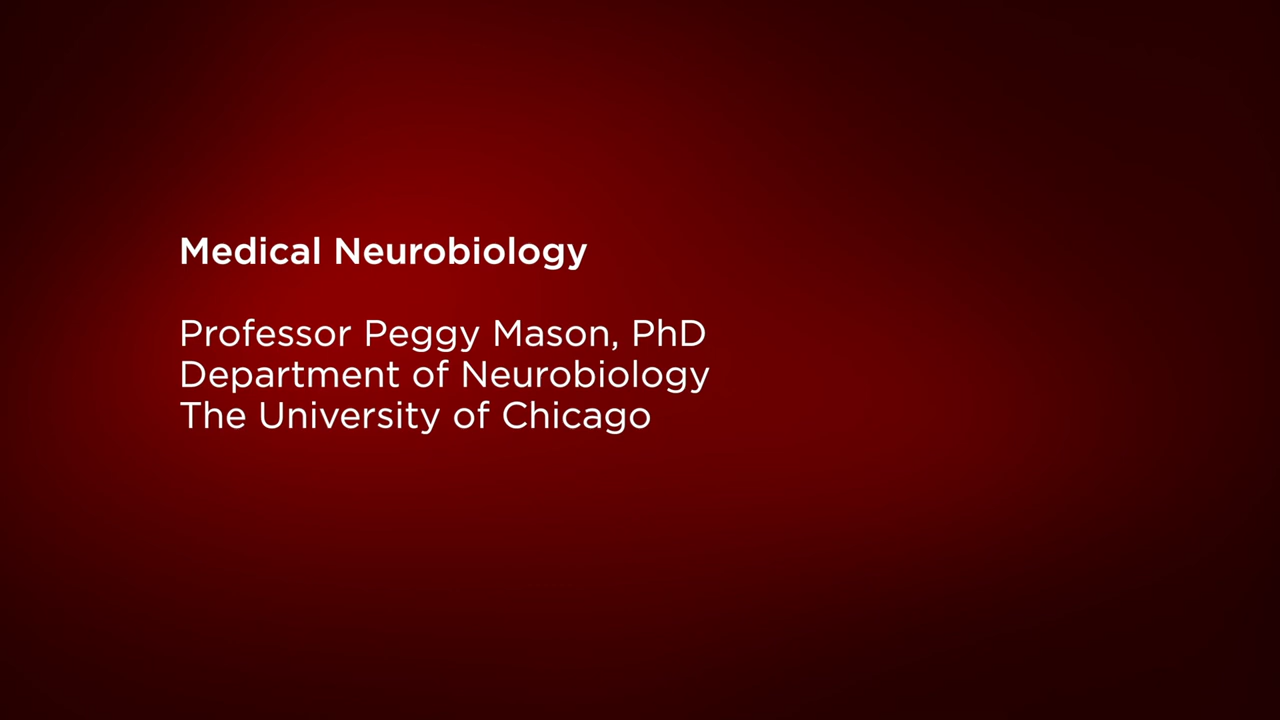 Medical Neurobiology
Professor Peggy Mason, PhD
Department of Neurobiology
The University of Chicago